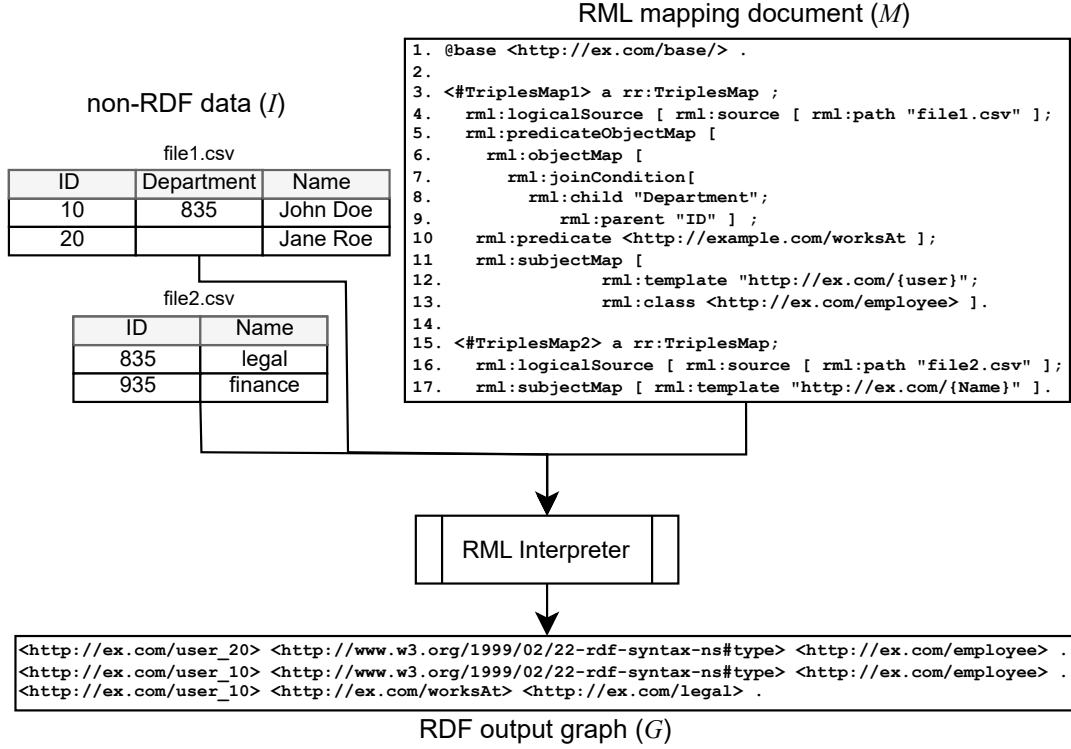 RML mapping document (M)
1. @base <http://ex.com/base/> .
2.
3. <#TriplesMap1> a rr:TriplesMap ;
4. rml:logicalSource [ rml:source [ rml:path "file1.csv" ];
5. rml:predicateObjectMap [
6. rml:objectMap [
7. rml:joinCondition[
8. rml:child "Department";
9. rml:parent "ID" ] ;
10 rml:predicate <http://example.com/worksAt ];
11 rml:subjectMap [
12. rml:template "http://ex.com/{user}";
13. rml:class <http://ex.com/employee> ].
14.
15. <#TriplesMap2> a rr:TriplesMap;
16. rml:logicalSource [ rml:source [ rml:path "file2.csv" ];
17. rml:subjectMap [ rml:template "http://ex.com/{Name}" ].
non-RDF data (I)
file1.csv
ID Department Name
10 835 John Doe
20 Jane Roe
file2.csv
ID Name
835 legal
935 finance
RML Interpreter
<http://ex.com/user_20> <http://www.w3.org/1999/02/22-rdf-syntax-ns#type> <http://ex.com/employee> .
<http://ex.com/user_10> <http://www.w3.org/1999/02/22-rdf-syntax-ns#type> <http://ex.com/employee> .
<http://ex.com/user_10> <http://ex.com/worksAt> <http://ex.com/legal> .
RDF output graph (G)